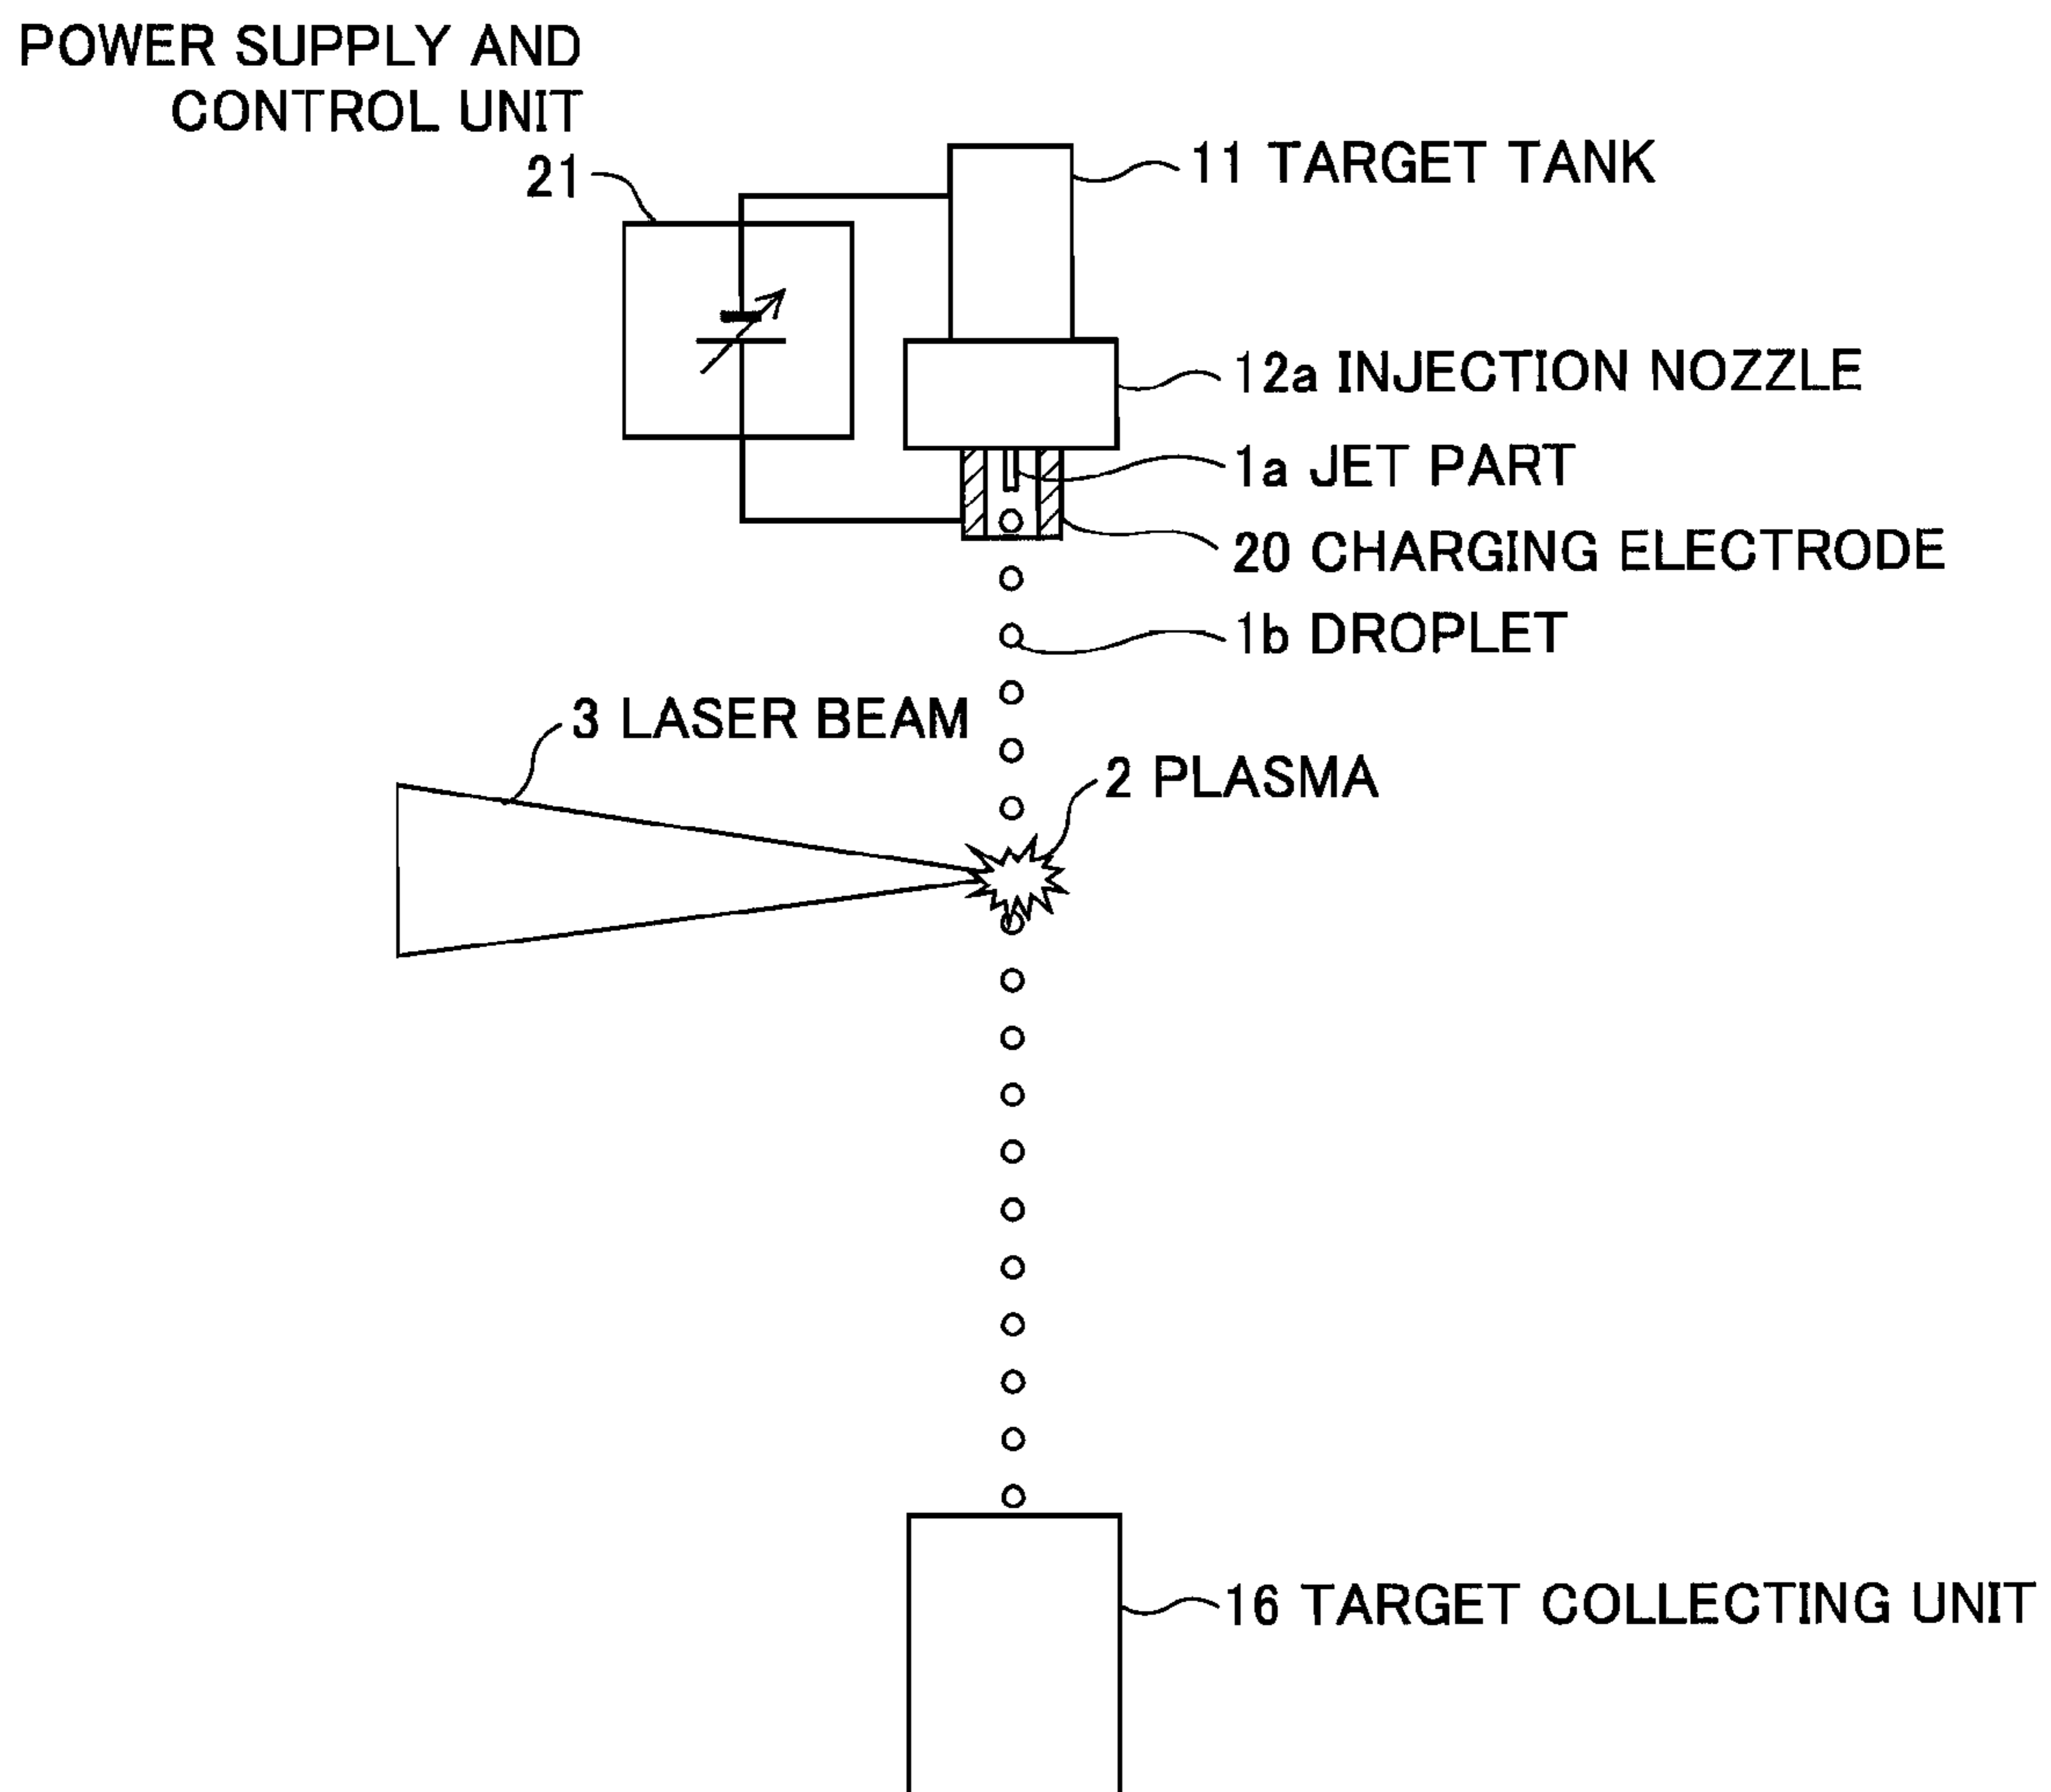 POWER SUPPLY AND
CONTROL UNIT
21
11 TARGET TANK
12a INJECTION NOZZLE
1a JET PART
20 CHARGING ELECTRODE
1b DROPLET
3 LASER BEAM
2 PLASMA
16 TARGET COLLECTING UNIT